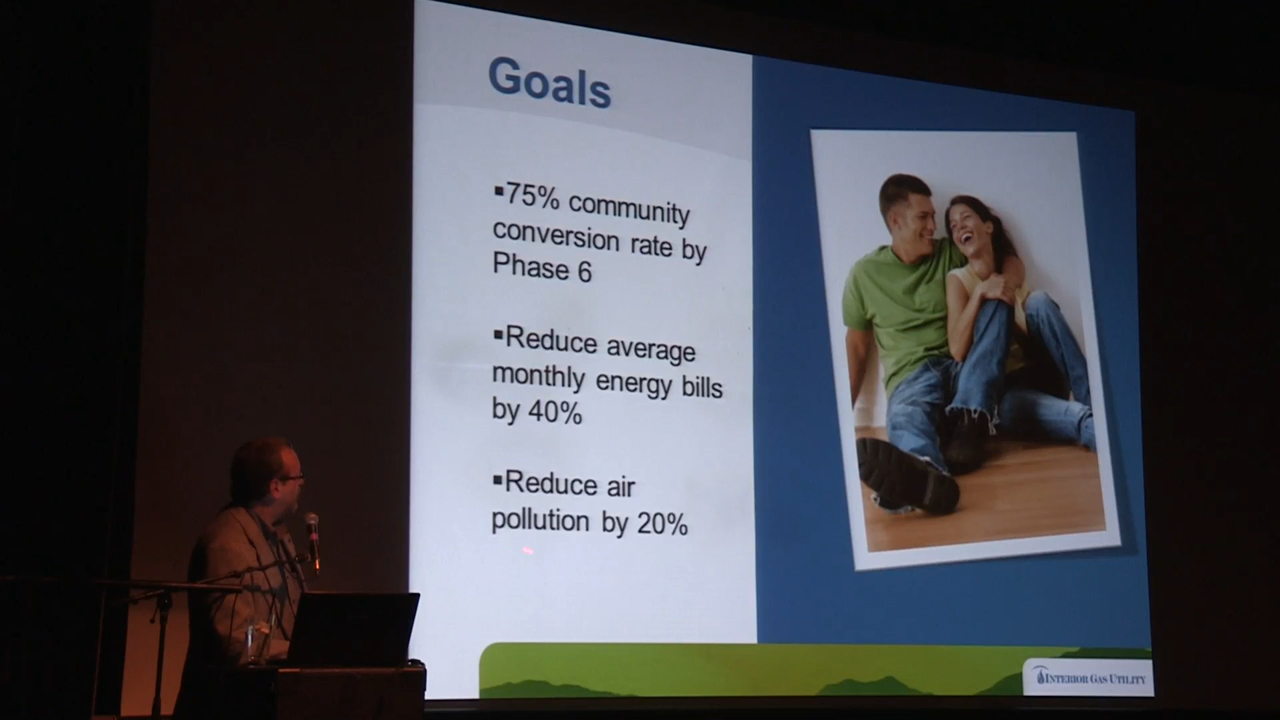 Goals
▪75% community
conversion rate by
Phase 6
▪Reduce average
monthly energy bills
by 40%
▪Reduce air
pollution by 20%
INTERIOR GAS UTILITY